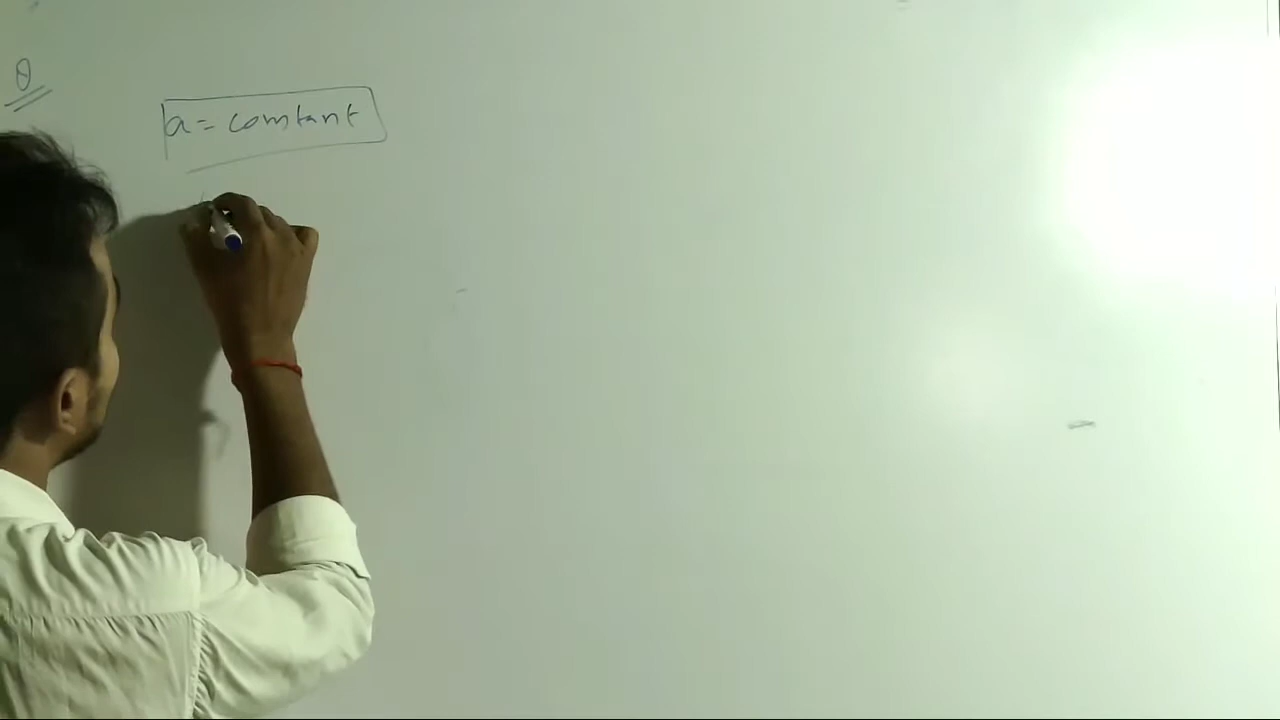 θ
a = constant